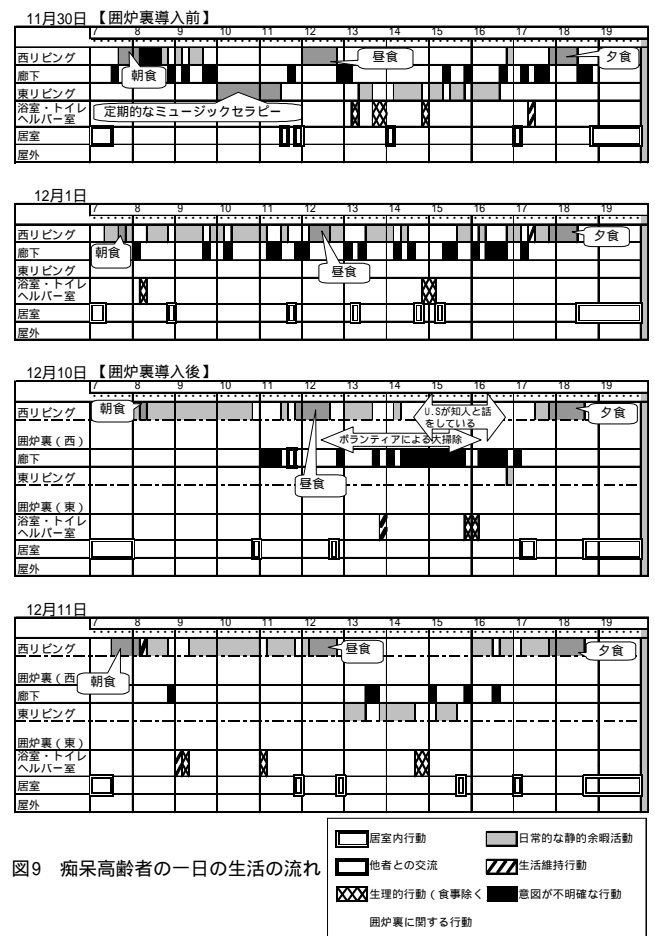 11月30日【囲炉裏導入前】
7 8 9 10 11 12 13 14 15 16 17 18 19
西リビング
廊下
東リビング
浴室・トイレ
ヘルパー室
居室
屋外
朝食
昼食
夕食
定期的なミュージックセラピー
12月1日
7 8 9 10 11 12 13 14 15 16 17 18 19
西リビング
廊下
東リビング
浴室・トイレ
ヘルパー室
居室
屋外
朝食
昼食
夕食
12月10日【囲炉裏導入後】
7 8 9 10 11 12 13 14 15 16 17 18 19
西リビング
囲炉裏(西)
廊下
東リビング
囲炉裏(東)
浴室・トイレ
ヘルパー室
居室
屋外
朝食
U.Sが知人と話
をしている
夕食
ボランティアによる大掃除
昼食
12月11日
7 8 9 10 11 12 13 14 15 16 17 18 19
西リビング
囲炉裏(西
廊下
東リビング
囲炉裏(東)
浴室・トイレ
ヘルパー室
居室
屋外
朝食
昼食
夕食
図9 痴呆高齢者の一日の生活の流れ
居室内行動 日常的な静的余暇活動
他者との交流 生活維持行動
生理的行動(食事除く 意図が不明確な行動
囲炉裏に関する行動